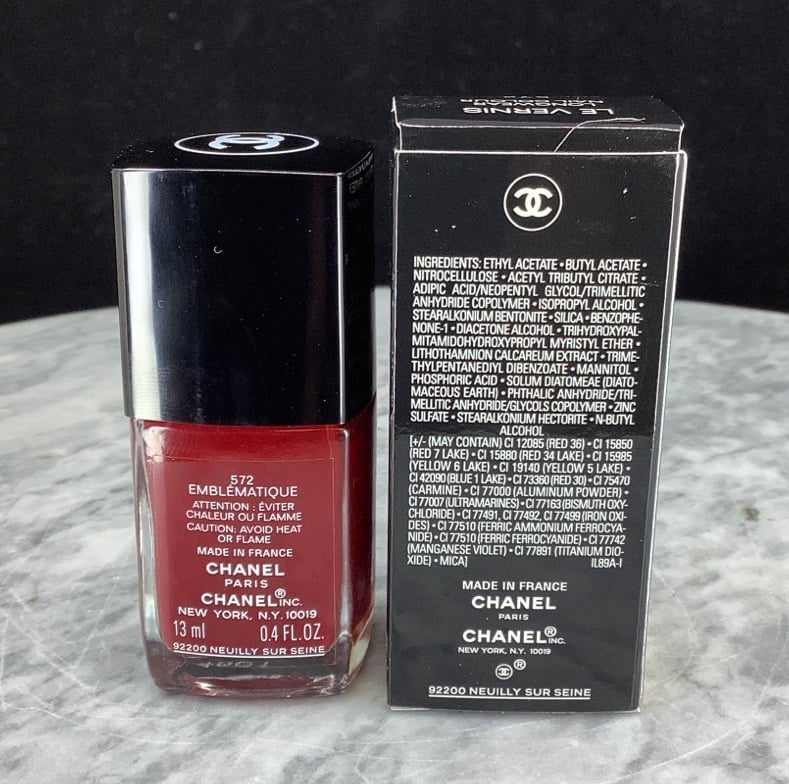 572
EMBLÉMATIQUE
ATTENTION : ÉVITER
CHALEUR OU FLAMME
CAUTION: AVOID HEAT
OR FLAME
MADE IN FRANCE
CHANEL
PARIS
CHANEL® INC.
NEW YORK, N.Y. 10019
13 ml 0.4 FL.OZ.
92200 NEUILLY SUR SEINE
LE VERNIS
LONGWEAR
INGREDIENTS: ETHYL ACETATE • BUTYL ACETATE •
NITROCELLULOSE • ACETYL TRIBUTYL CITRATE •
ADIPIC ACID/NEOPENTYL GLYCOL/TRIMELLITIC
ANHYDRIDE COPOLYMER • ISOPROPYL ALCOHOL •
STEARALKONIUM BENTONITE • SILICA • BENZOPHE-
NONE-1 • DIACETONE ALCOHOL • TRIHYDROXYPAL-
MITAMIDOHYDROXYPROPYL MYRISTYL ETHER •
LITHOTHAMNION CALCAREUM EXTRACT • TRIME-
THYLPENTANEDIYL DIBENZOATE • MANNITOL •
PHOSPHORIC ACID • SOLUM DIATOMEAE (DIATO-
MACEOUS EARTH) • PHTHALIC ANHYDRIDE/TRI-
MELLITIC ANHYDRIDE/GLYCOLS COPOLYMER • ZINC
SULFATE • STEARALKONIUM HECTORITE • N-BUTYL
ALCOHOL
[+/- (MAY CONTAIN) CI 12085 (RED 36) • CI 15850
(RED 7 LAKE) • CI 15880 (RED 34 LAKE) • CI 15985
(YELLOW 6 LAKE) • CI 19140 (YELLOW 5 LAKE) •
CI 42090 (BLUE 1 LAKE) • CI 73360 (RED 30) • CI 75470
(CARMINE) • CI 77000 (ALUMINUM POWDER) •
CI 77007 (ULTRAMARINES) • CI 77163 (BISMUTH OXY-
CHLORIDE) • CI 77491, CI 77492, CI 77499 (IRON OXI-
DES) • CI 77510 (FERRIC AMMONIUM FERROCYA-
NIDE) • CI 77510 (FERRIC FERROCYANIDE) • CI 77742
(MANGANESE VIOLET) • CI 77891 (TITANIUM DIO-
XIDE) • MICA] IL89A-I
MADE IN FRANCE
CHANEL
PARIS
CHANEL® INC.
NEW YORK, N.Y. 10019
®
92200 NEUILLY SUR SEINE